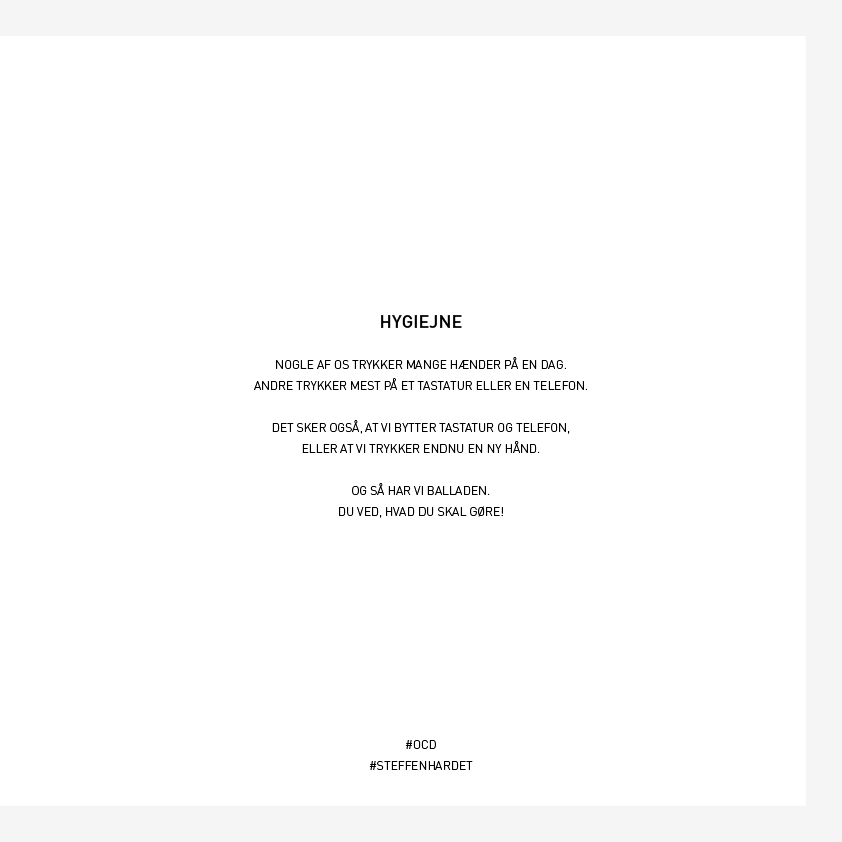 HYGIEJNE
NOGLE AF OS TRYKKER MANGE HÆNDER PÅ EN DAG.
ANDRE TRYKKER MEST PÅ ET TASTATUR ELLER EN TELEFON.
DET SKER OGSÅ, AT VI BYTTER TASTATUR OG TELEFON,
ELLER AT VI TRYKKER ENDNU EN NY HÅND.
OG SÅ HAR VI BALLADEN.
DU VED, HVAD DU SKAL GØRE!
#OCD
#STEFFENHARDET